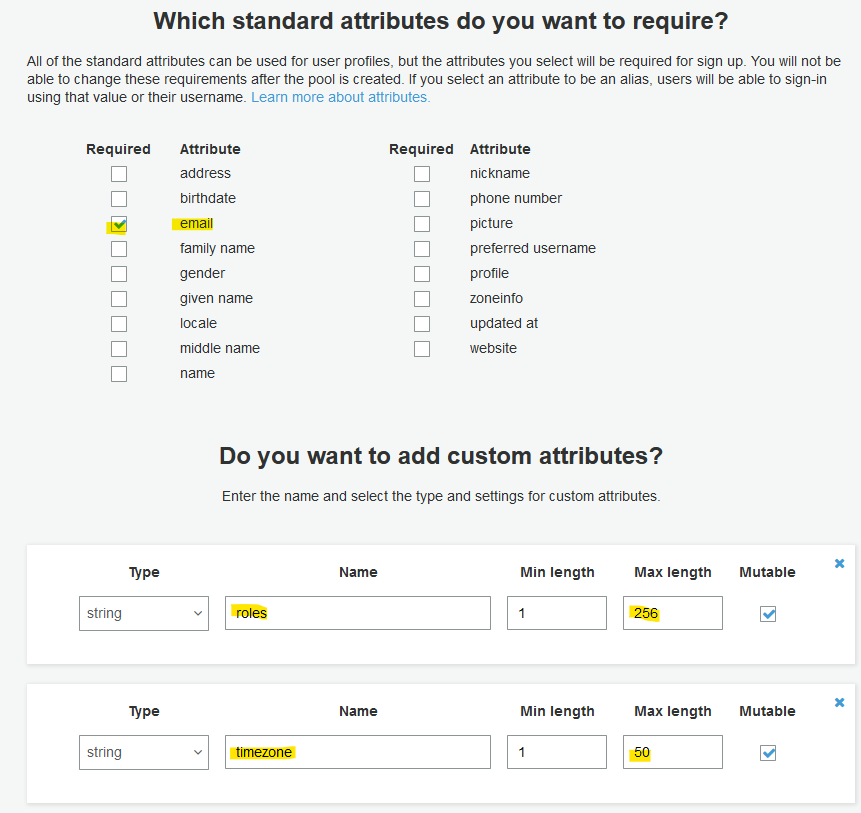 Which standard attributes do you want to require?
All of the standard attributes can be used for user profiles, but the attributes you select will be required for sign up. You will not be
able to change these requirements after the pool is created. If you select an attribute to be an alias, users will be able to sign-in
using that value or their username. Learn more about attributes.
Required Attribute Required Attribute
address nickname
birthdate phone number
email picture
family name preferred username
gender profile
given name zoneinfo
locale updated at
middle name website
name
Do you want to add custom attributes?
Enter the name and select the type and settings for custom attributes.
Type Name Min length Max length Mutable
string roles 1 256
Type Name Min length Max length Mutable
string timezone 1 50